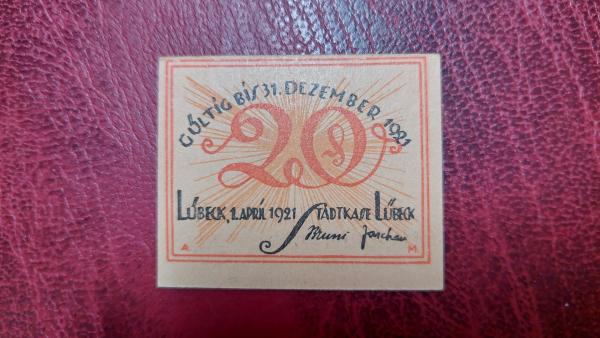 GÜLTIG BIS 31. DEZEMBER 1921
20
LÜBECK, 1. APRIL 1921 STADTKASSE LÜBECK
A. M.